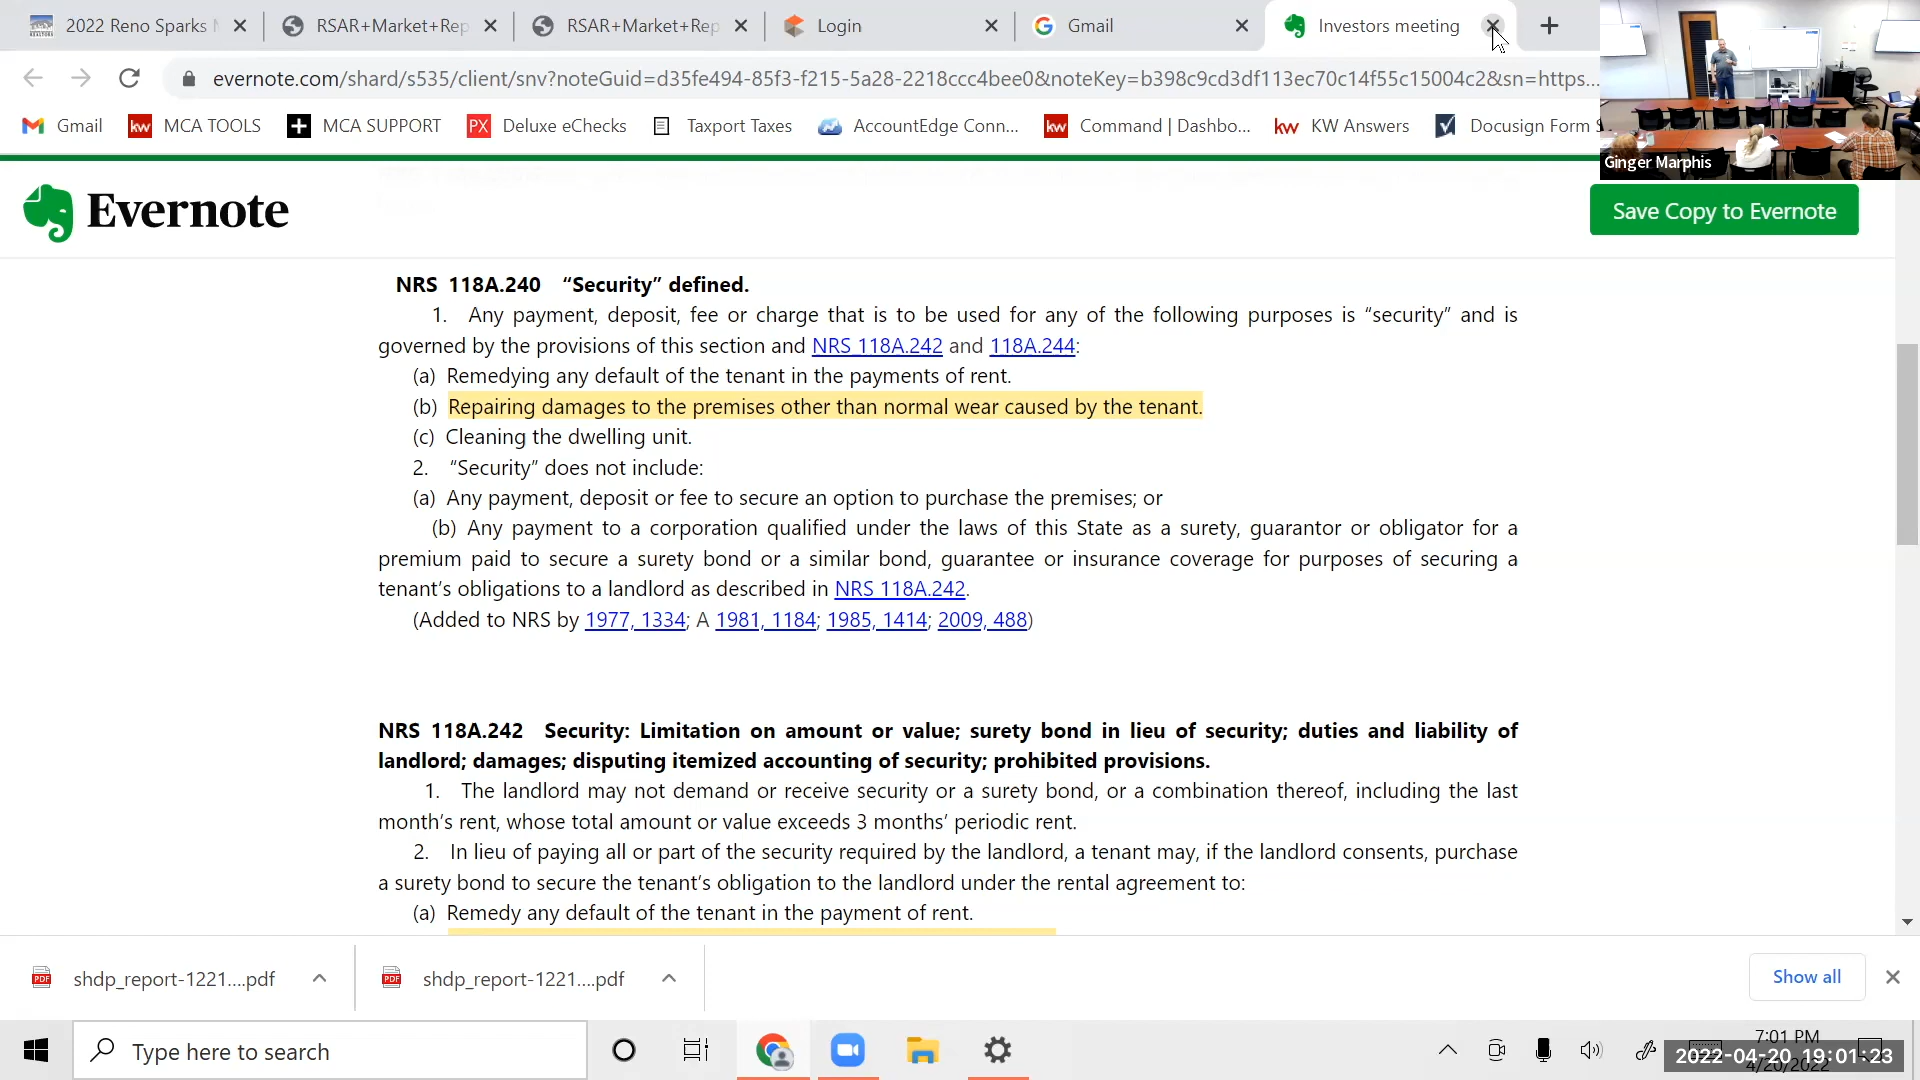 2022 Reno Sparks
RSAR+Market+Rep
RSAR+Market+Rep
Login
Gmail
Investors meeting
evernote.com/shard/s535/client/snv?noteGuid=d35fe494-85f3-f215-5a28-2218ccc4bee0&noteKey=b398c9cd3df113ec70c14f55c15004c2&sn=https...
Gmail
kw MCA TOOLS
MCA SUPPORT
PX Deluxe eChecks
Taxport Taxes
AccountEdge Conn...
kw Command | Dashbo...
kw KW Answers
Docusign Form
Ginger Marphis
Evernote
Save Copy to Evernote
NRS 118A.240 “Security” defined.
1. Any payment, deposit, fee or charge that is to be used for any of the following purposes is “security” and is
governed by the provisions of this section and NRS 118A.242 and 118A.244:
(a) Remedying any default of the tenant in the payments of rent.
(b) Repairing damages to the premises other than normal wear caused by the tenant.
(c) Cleaning the dwelling unit.
2. “Security” does not include:
(a) Any payment, deposit or fee to secure an option to purchase the premises; or
(b) Any payment to a corporation qualified under the laws of this State as a surety, guarantor or obligator for a
premium paid to secure a surety bond or a similar bond, guarantee or insurance coverage for purposes of securing a
tenant’s obligations to a landlord as described in NRS 118A.242.
(Added to NRS by 1977, 1334; A 1981, 1184; 1985, 1414; 2009, 488)
NRS 118A.242 Security: Limitation on amount or value; surety bond in lieu of security; duties and liability of
landlord; damages; disputing itemized accounting of security; prohibited provisions.
1. The landlord may not demand or receive security or a surety bond, or a combination thereof, including the last
month’s rent, whose total amount or value exceeds 3 months’ periodic rent.
2. In lieu of paying all or part of the security required by the landlord, a tenant may, if the landlord consents, purchase
a surety bond to secure the tenant’s obligation to the landlord under the rental agreement to:
(a) Remedy any default of the tenant in the payment of rent.
PDF shdp_report-1221....pdf
PDF shdp_report-1221....pdf
Show all
Type here to search
7:01 PM
4/20/2022
2022-04-20 19:01:23